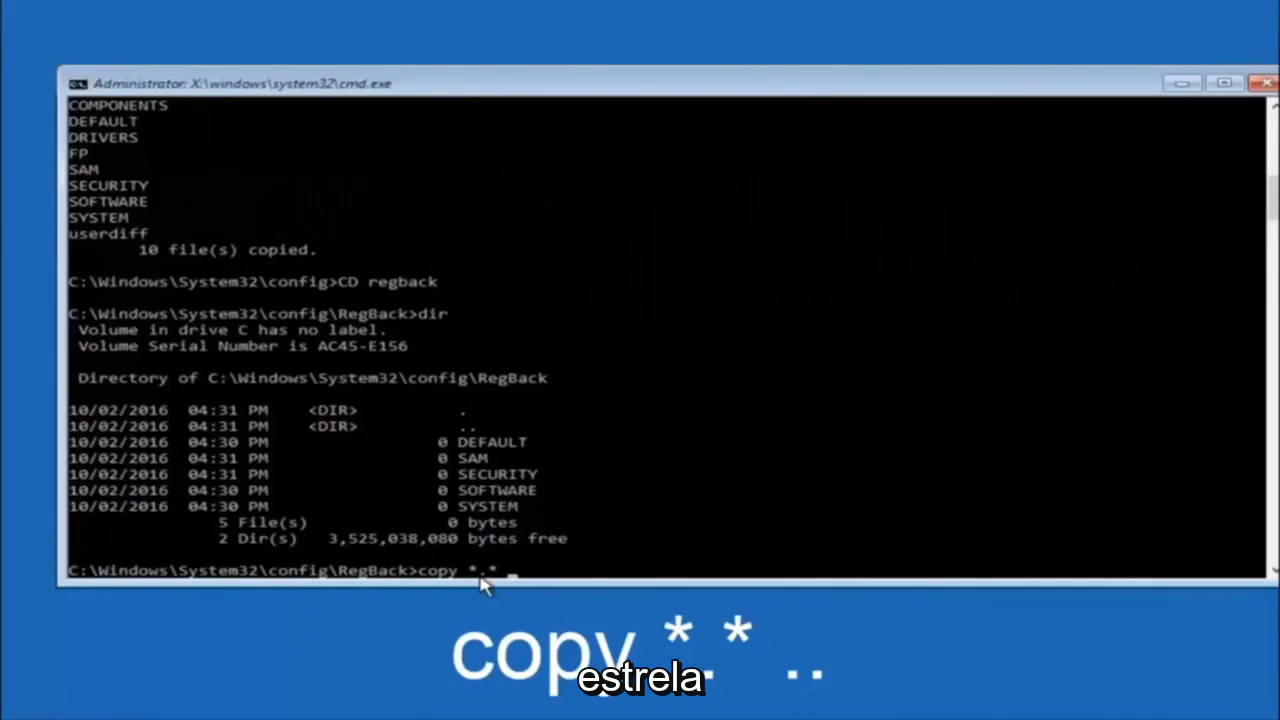 Administrator: X:\windows\system32\cmd.exe
COMPONENTS
DEFAULT
DRIVERS
FP
SAM
SECURITY
SOFTWARE
SYSTEM
userdiff
10 file(s) copied.
C:\Windows\System32\config>CD regback
C:\Windows\System32\config\RegBack>dir
Volume in drive C has no label.
Volume Serial Number is AC45-E156
Directory of C:\Windows\System32\config\RegBack
10/02/2016 04:31 PM <DIR> .
10/02/2016 04:31 PM <DIR> ..
10/02/2016 04:30 PM 0 DEFAULT
10/02/2016 04:31 PM 0 SAM
10/02/2016 04:31 PM 0 SECURITY
10/02/2016 04:30 PM 0 SOFTWARE
10/02/2016 04:30 PM 0 SYSTEM
5 File(s) 0 bytes
2 Dir(s) 3,525,038,080 bytes free
C:\Windows\System32\config\RegBack>copy *.* _
copy *.* ..
estrela